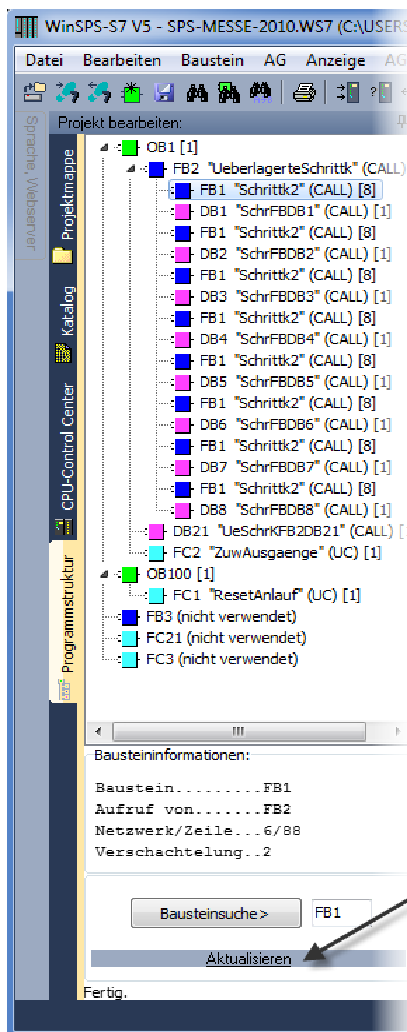 WinSPS-S7 V5 - SPS-MESSE-2010.WS7 (C:\USERS
Datei Bearbeiten Baustein AG Anzeige AG
Sprache, Webserver
Projektmappe
Katalog
CPU-Control Center
Programmstruktur
Projekt bearbeiten:
OB1 [1]
FB2 "UeberlagerteSchrittk" (CALL)
FB1 "Schrittk2" (CALL) [8]
DB1 "SchrFBDB1" (CALL) [1]
FB1 "Schrittk2" (CALL) [8]
DB2 "SchrFBDB2" (CALL) [1]
FB1 "Schrittk2" (CALL) [8]
DB3 "SchrFBDB3" (CALL) [1]
FB1 "Schrittk2" (CALL) [8]
DB4 "SchrFBDB4" (CALL) [1]
FB1 "Schrittk2" (CALL) [8]
DB5 "SchrFBDB5" (CALL) [1]
DB6 "SchrFBDB6" (CALL) [1]
FB1 "Schrittk2" (CALL) [8]
DB7 "SchrFBDB7" (CALL) [1]
FB1 "Schrittk2" (CALL) [8]
DB8 "SchrFBDB8" (CALL) [1]
DB21 "UeSchrKFB2DB21" (CALL) [
FC2 "ZuwAusgaenge" (UC) [1]
OB100 [1]
FC1 "ResetAnlauf" (UC) [1]
FB3 (nicht verwendet)
FC21 (nicht verwendet)
FC3 (nicht verwendet)
Bausteininformationen:
Baustein.........FB1
Aufruf von.......FB2
Netzwerk/Zeile...6/88
Verschachtelung..2
Bausteinsuche > FB1
Aktualisieren
Fertig.